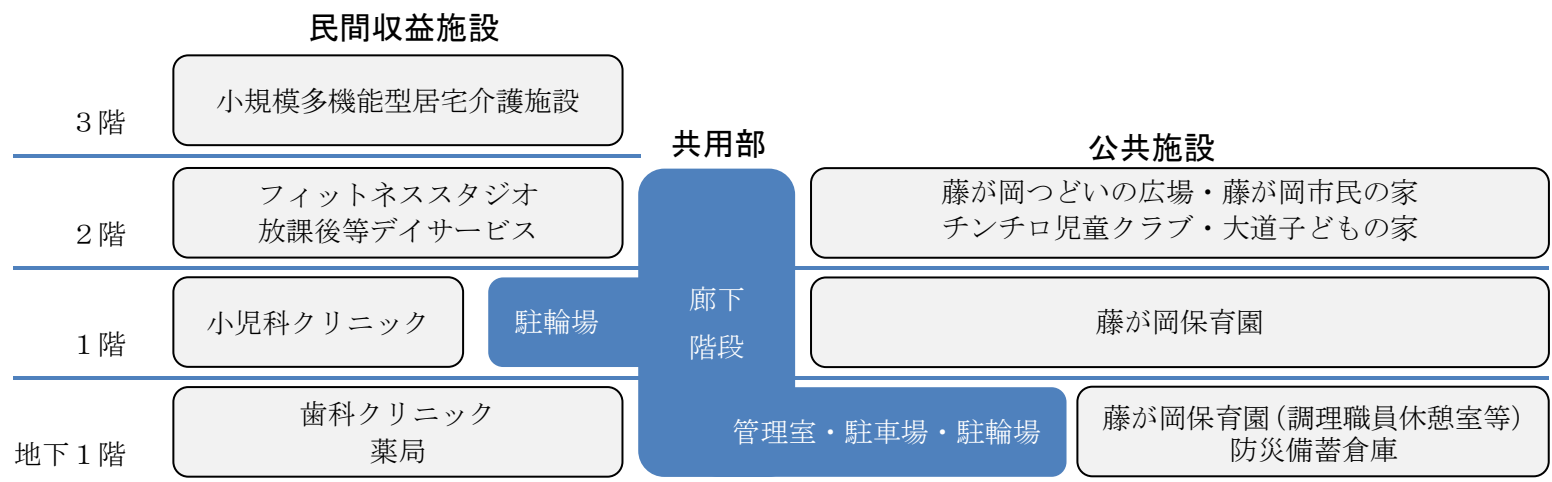 民間収益施設
3階
小規模多機能型居宅介護施設
共用部
公共施設
2階
フィットネススタジオ
放課後等デイサービス
藤が岡つどいの広場・藤が岡市民の家
チンチロ児童クラブ・大道子どもの家
1階
小児科クリニック
駐輪場
廊下
階段
藤が岡保育園
地下1階
歯科クリニック
薬局
管理室・駐車場・駐輪場
藤が岡保育園(調理職員休憩室等)
防災備蓄倉庫